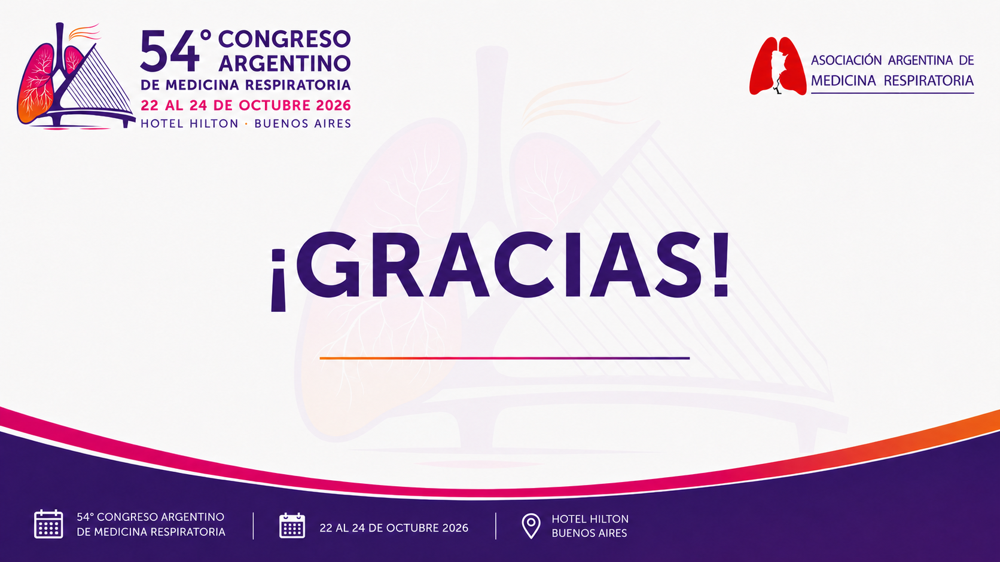 54° CONGRESO
ARGENTINO
DE MEDICINA RESPIRATORIA
22 AL 24 DE OCTUBRE 2026
HOTEL HILTON · BUENOS AIRES
ASOCIACIÓN ARGENTINA DE
MEDICINA RESPIRATORIA
¡GRACIAS!
54° CONGRESO ARGENTINO
DE MEDICINA RESPIRATORIA
22 AL 24 DE OCTUBRE 2026
HOTEL HILTON
BUENOS AIRES